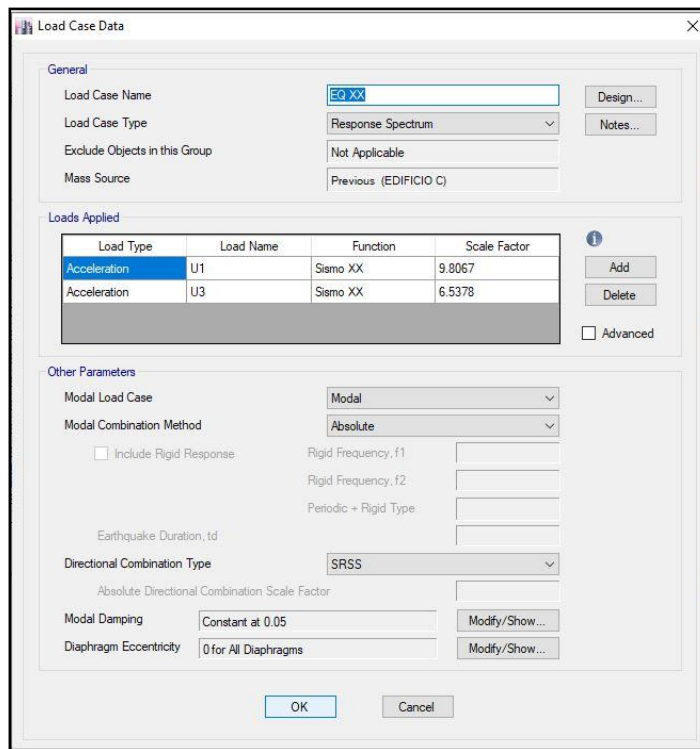 Load Case Data
General
Load Case Name EQ XX Design...
Load Case Type Response Spectrum Notes...
Exclude Objects in this Group Not Applicable
Mass Source Previous (EDIFICIO C)
Loads Applied
Load Type Load Name Function Scale Factor
Acceleration U1 Sismo XX 9.8067 Add
Acceleration U3 Sismo XX 6.5378 Delete
Advanced
Other Parameters
Modal Load Case Modal
Modal Combination Method Absolute
Include Rigid Response Rigid Frequency, f1
Rigid Frequency, f2
Periodic + Rigid Type
Earthquake Duration, td
Directional Combination Type SRSS
Absolute Directional Combination Scale Factor
Modal Damping Constant at 0.05 Modify/Show...
Diaphragm Eccentricity 0 for All Diaphragms Modify/Show...
OK Cancel